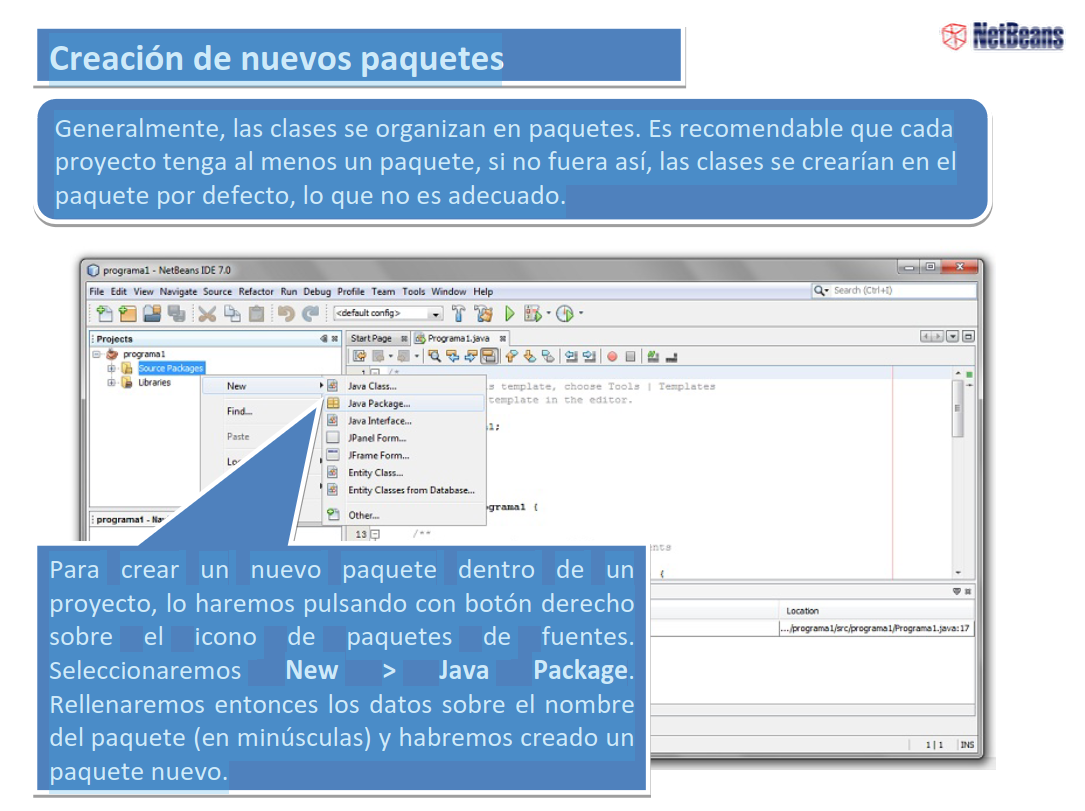 Creación de nuevos paquetes
NetBeans
Generalmente, las clases se organizan en paquetes. Es recomendable que cada
proyecto tenga al menos un paquete, si no fuera así, las clases se crearían en el
paquete por defecto, lo que no es adecuado.
programa1 - NetBeans IDE 7.0
File Edit View Navigate Source Refactor Run Debug Profile Team Tools Window Help
Search (Ctrl+I)
<default config>
Projects
Start Page
Programa1.java
programa1
Source Packages
Libraries
1 /*
New
Find...
Paste
Java Class...
Java Package...
Java Interface...
JPanel Form...
JFrame Form...
Entity Class...
Entity Classes from Database...
Other...
s template, choose Tools | Templates
template in the editor.
1;
grama1 {
programa1 - Na
13 /**
nts
{
Location
.../programa1/src/programa1/Programa1.java:17
1|1 INS
Para crear un nuevo paquete dentro de un
proyecto, lo haremos pulsando con botón derecho
sobre el icono de paquetes de fuentes.
Seleccionaremos New > Java Package.
Rellenaremos entonces los datos sobre el nombre
del paquete (en minúsculas) y habremos creado un
paquete nuevo.